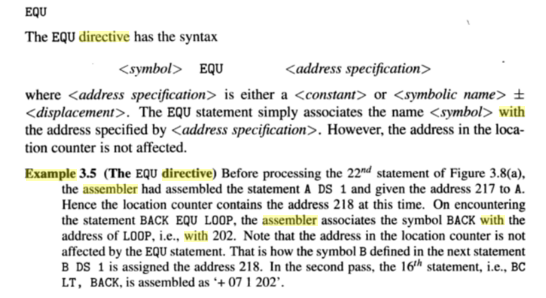 EQU
The EQU directive has the syntax
<symbol> EQU <address specification>
where <address specification> is either a <constant> or <symbolic name> ±
<displacement>. The EQU statement simply associates the name <symbol> with
the address specified by <address specification>. However, the address in the loca-
tion counter is not affected.
Example 3.5 (The EQU directive) Before processing the 22nd statement of Figure 3.8(a),
the assembler had assembled the statement A DS 1 and given the address 217 to A.
Hence the location counter contains the address 218 at this time. On encountering
the statement BACK EQU LOOP, the assembler associates the symbol BACK with the
address of LOOP, i.e., with 202. Note that the address in the location counter is not
affected by the EQU statement. That is how the symbol B defined in the next statement
B DS 1 is assigned the address 218. In the second pass, the 16th statement, i.e., BC
LT, BACK, is assembled as '+ 07 1 202'.